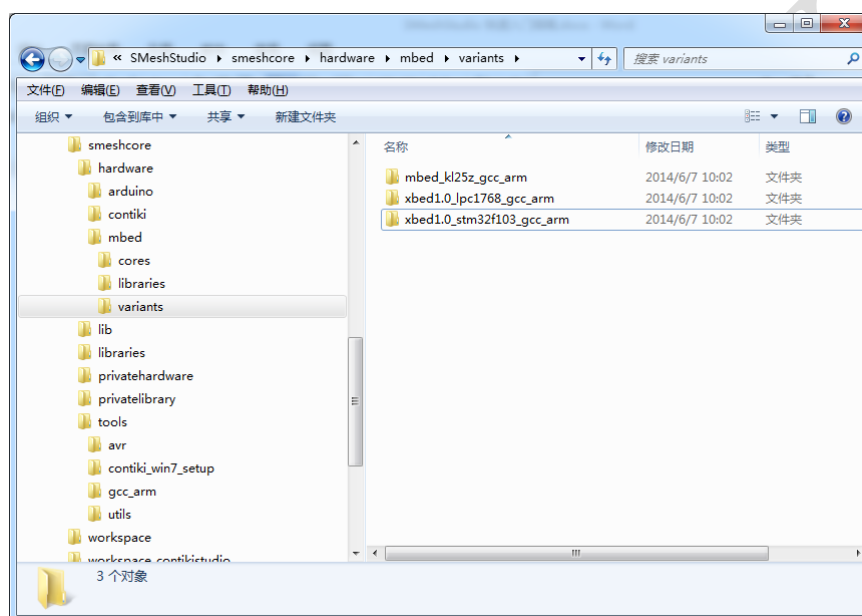 « SMeshStudio ▸ smeshcore ▸ hardware ▸ mbed ▸ variants ▸
搜索 variants
文件(F) 编辑(E) 查看(V) 工具(T) 帮助(H)
组织 ▼ 包含到库中 ▼ 共享 ▼ 新建文件夹
smeshcore
hardware
arduino
contiki
mbed
cores
libraries
variants
lib
libraries
privatehardware
privatelibrary
tools
avr
contiki_win7_setup
gcc_arm
utils
workspace
workspace_contikistudio
名称 修改日期 类型
mbed_kl25z_gcc_arm 2014/6/7 10:02 文件夹
xbed1.0_lpc1768_gcc_arm 2014/6/7 10:02 文件夹
xbed1.0_stm32f103_gcc_arm 2014/6/7 10:02 文件夹
3 个对象